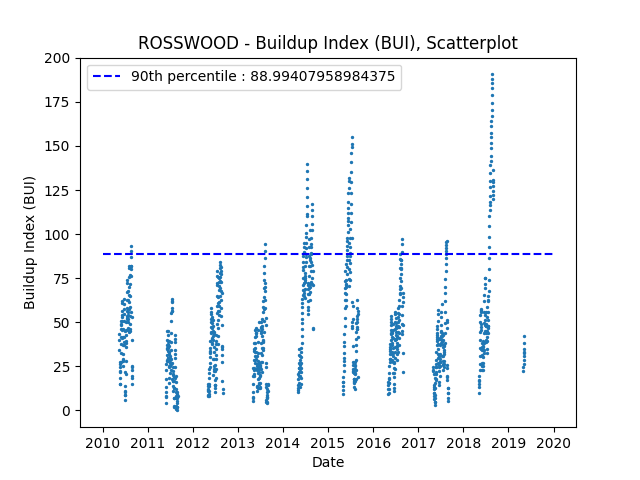 ROSSWOOD - Buildup Index (BUI), Scatterplot
90th percentile : 88.99407958984375
Buildup Index (BUI)
200
175
150
125
100
75
50
25
0
2010 2011 2012 2013 2014 2015 2016 2017 2018 2019 2020
Date